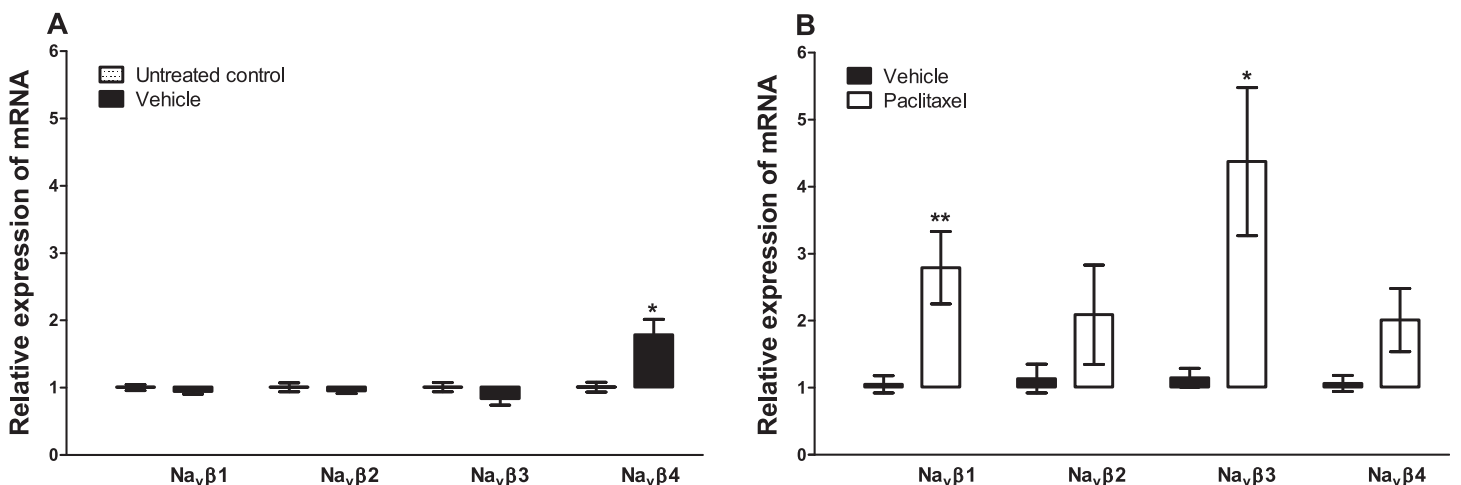 A
Relative expression of mRNA
6
5
4
3
2
1
0
Untreated control
Vehicle
*
Naᵥβ1
Naᵥβ2
Naᵥβ3
Naᵥβ4
B
Relative expression of mRNA
6
5
4
3
2
1
0
Vehicle
Paclitaxel
**
*
Naᵥβ1
Naᵥβ2
Naᵥβ3
Naᵥβ4